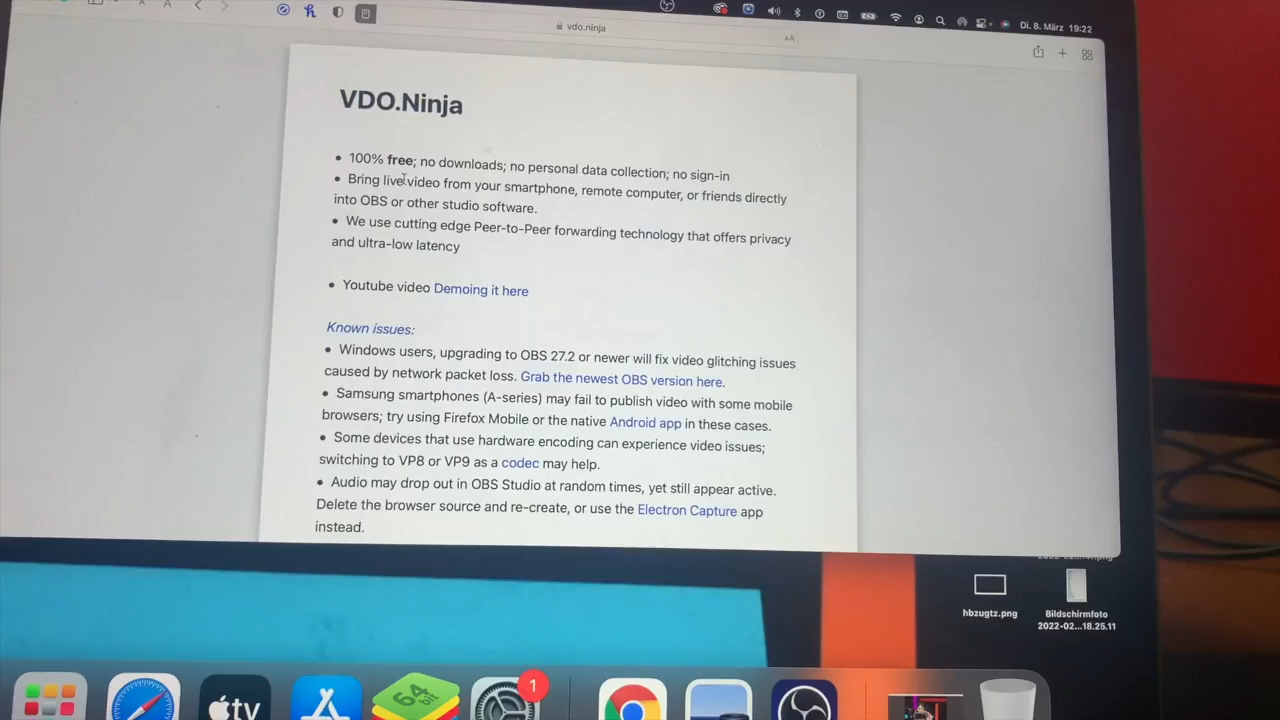 Di. 8. März 19:22
vdo.ninja
AA
VDO.Ninja
• 100% free; no downloads; no personal data collection; no sign-in
• Bring live video from your smartphone, remote computer, or friends directly
into OBS or other studio software.
• We use cutting edge Peer-to-Peer forwarding technology that offers privacy
and ultra-low latency
• Youtube video Demoing it here
Known issues:
• Windows users, upgrading to OBS 27.2 or newer will fix video glitching issues
caused by network packet loss. Grab the newest OBS version here.
• Samsung smartphones (A-series) may fail to publish video with some mobile
browsers; try using Firefox Mobile or the native Android app in these cases.
• Some devices that use hardware encoding can experience video issues;
switching to VP8 or VP9 as a codec may help.
• Audio may drop out in OBS Studio at random times, yet still appear active.
Delete the browser source and re-create, or use the Electron Capture app
instead.
hbzugtz.png
Bildschirmfoto
2022-02...18.25.11
tv
64
bit
1